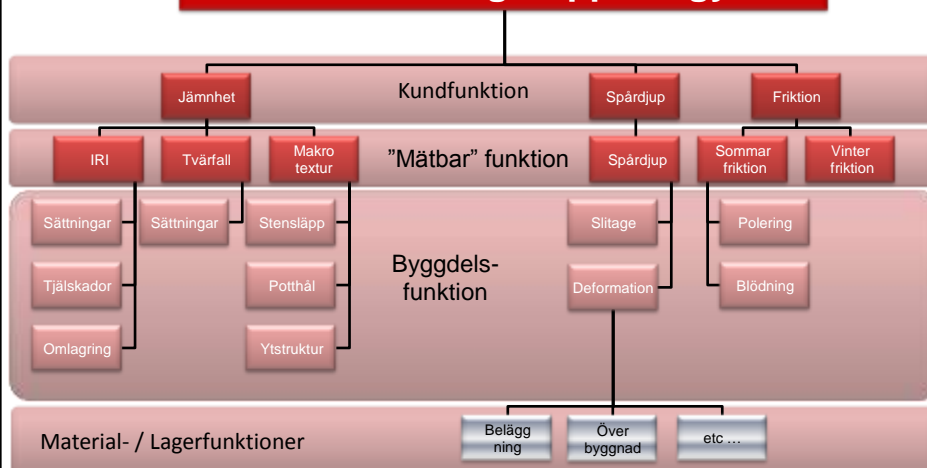 Kundfunktion
Jämnhet
Spårdjup
Friktion
"Mätbar" funktion
IRI
Tvärfall
Makro
textur
Spårdjup
Sommar
friktion
Vinter
friktion
Byggdels-
funktion
Sättningar
Sättningar
Stensläpp
Slitage
Polering
Tjälskador
Potthål
Deformation
Blödning
Omlagring
Ytstruktur
Material- / Lagerfunktioner
Belägg
ning
Över
byggnad
etc ...